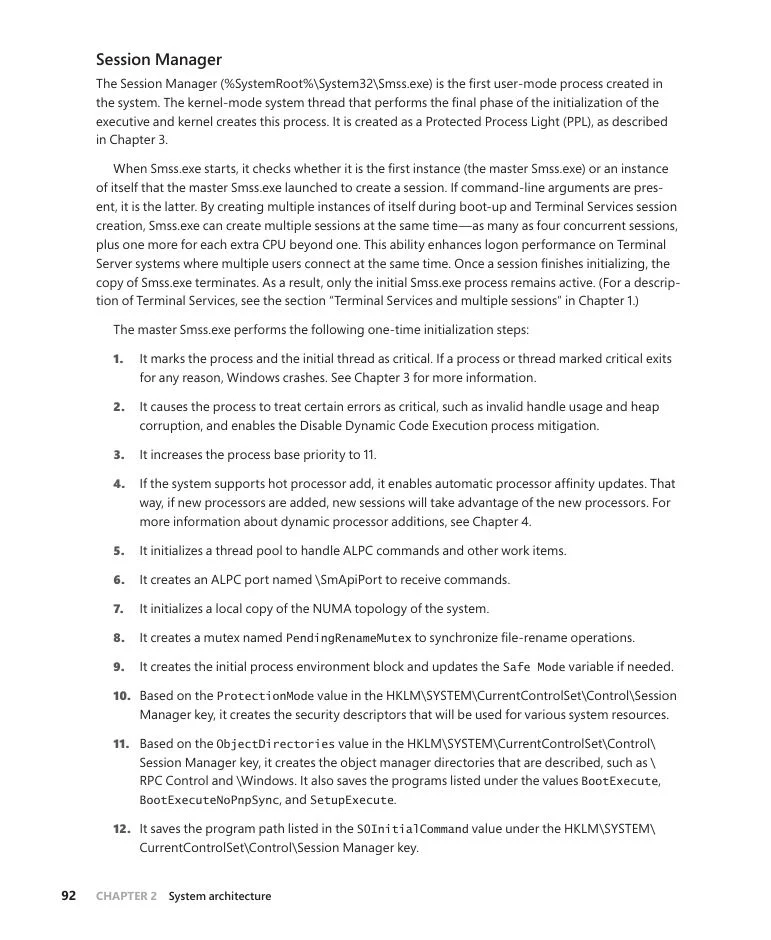 Session Manager
The Session Manager (%SystemRoot%\System32\Smss.exe) is the first user-mode process created in
the system. The kernel-mode system thread that performs the final phase of the initialization of the
executive and kernel creates this process. It is created as a Protected Process Light (PPL), as described
in Chapter 3.
When Smss.exe starts, it checks whether it is the first instance (the master Smss.exe) or an instance
of itself that the master Smss.exe launched to create a session. If command-line arguments are pres-
ent, it is the latter. By creating multiple instances of itself during boot-up and Terminal Services session
creation, Smss.exe can create multiple sessions at the same time—as many as four concurrent sessions,
plus one more for each extra CPU beyond one. This ability enhances logon performance on Terminal
Server systems where multiple users connect at the same time. Once a session finishes initializing, the
copy of Smss.exe terminates. As a result, only the initial Smss.exe process remains active. (For a descrip-
tion of Terminal Services, see the section “Terminal Services and multiple sessions” in Chapter 1.)
The master Smss.exe performs the following one-time initialization steps:
1. It marks the process and the initial thread as critical. If a process or thread marked critical exits
for any reason, Windows crashes. See Chapter 3 for more information.
2. It causes the process to treat certain errors as critical, such as invalid handle usage and heap
corruption, and enables the Disable Dynamic Code Execution process mitigation.
3. It increases the process base priority to 11.
4. If the system supports hot processor add, it enables automatic processor affinity updates. That
way, if new processors are added, new sessions will take advantage of the new processors. For
more information about dynamic processor additions, see Chapter 4.
5. It initializes a thread pool to handle ALPC commands and other work items.
6. It creates an ALPC port named \SmApiPort to receive commands.
7. It initializes a local copy of the NUMA topology of the system.
8. It creates a mutex named PendingRenameMutex to synchronize file-rename operations.
9. It creates the initial process environment block and updates the Safe Mode variable if needed.
10. Based on the ProtectionMode value in the HKLM\SYSTEM\CurrentControlSet\Control\Session
Manager key, it creates the security descriptors that will be used for various system resources.
11. Based on the ObjectDirectories value in the HKLM\SYSTEM\CurrentControlSet\Control\
Session Manager key, it creates the object manager directories that are described, such as \
RPC Control and \Windows. It also saves the programs listed under the values BootExecute,
BootExecuteNoPnpSync, and SetupExecute.
12. It saves the program path listed in the S0InitialCommand value under the HKLM\SYSTEM\
CurrentControlSet\Control\Session Manager key.
92 CHAPTER 2 System architecture